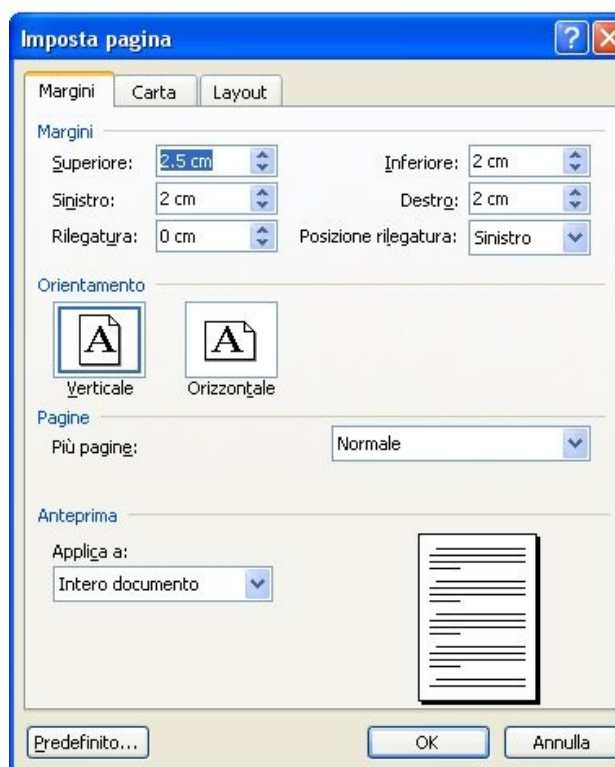 Imposta pagina
Margini Carta Layout
Margini
Superiore: 2.5 cm Inferiore: 2 cm
Sinistro: 2 cm Destro: 2 cm
Rilegatura: 0 cm Posizione rilegatura: Sinistro
Orientamento
A A
Verticale Orizzontale
Pagine
Più pagine: Normale
Anteprima
Applica a:
Intero documento
Predefinito... OK Annulla